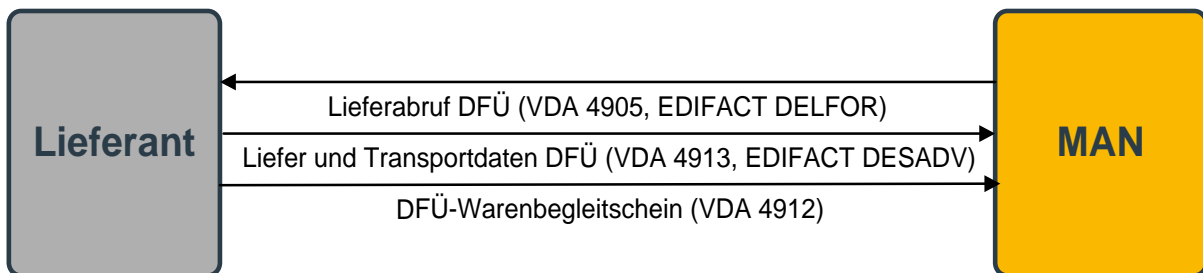 Lieferant
Lieferabruf DFÜ (VDA 4905, EDIFACT DELFOR)
Liefer und Transportdaten DFÜ (VDA 4913, EDIFACT DESADV)
DFÜ-Warenbegleitschein (VDA 4912)
MAN